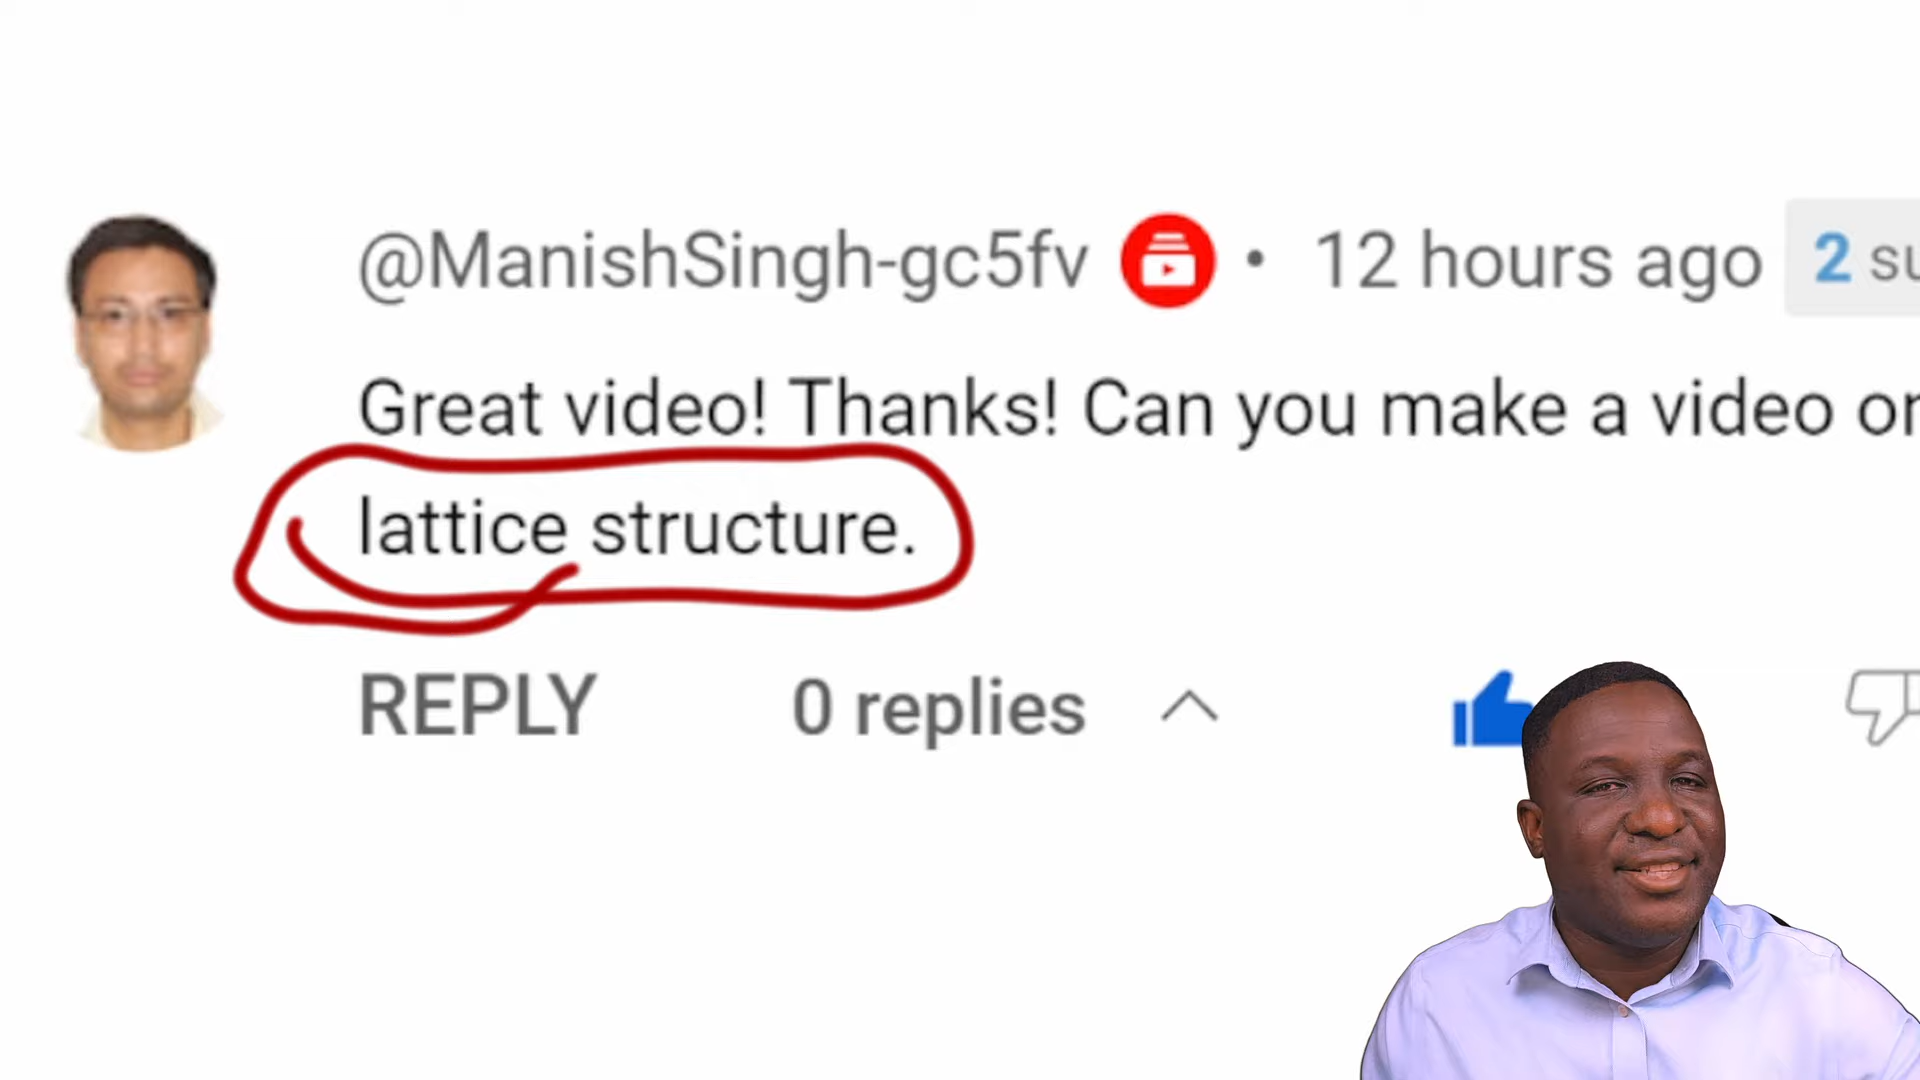 @ManishSingh-gc5fv • 12 hours ago 2
Great video! Thanks! Can you make a video
lattice structure.
REPLY 0 replies